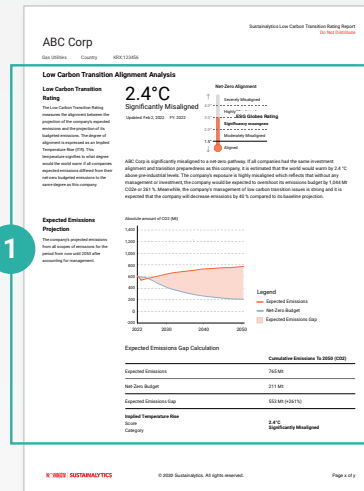 Sustainalytics Low Carbon Transition Rating Report
Do Not Distribute
ABC Corp
Gas Utilities Country KRX:123456
1
Low Carbon Transition Alignment Analysis
Low Carbon Transition
Rating
The Low Carbon Transition Rating
measures the alignment between the
projection of the company's expected
emissions and the projection of its
budgeted emissions. The degree of
alignment is expressed as an Implied
Temperature Rise (ITR). This
temperature signifies to what degree
would the world warm if all companies
expected emissions differed from their
net-zero budgeted emissions to the
same degree as this company.
2.4°C
Significantly Misaligned
Updated: Feb 2, 2022 FY: 2022
Net-Zero Alignment
Severely Misaligned
Highly
ESG Globes Rating
Significantly Misaligned
Moderately Misaligned
1.5°
Aligned
ABC Corp is significantly misaligned to a net-zero pathway. If all companies had the same investment
alignment and transition preparedness as this company, it is estimated that the world would warm by 2.4 °C
above pre-industrial levels. The company's exposure is highly misaligned which reflects that without any
management or investment, the company would be expected to overshoot its emissions budget by 1,044 Mt
CO2e or 361 %. Meanwhile, the company's management of low carbon transition issues is strong and it is
expected that the company will decrease emissions by 40 % compared to its baseline projection.
Expected Emissions
Projection
The company's projected emissions
from all scopes of emissions for the
period from now until 2050 after
accounting for management.
Absolute amount of CO2 (Mt)
1,400
1,200
1,000
800
600
400
200
0
-200
2022 2030 2040 2050
Legend
Expected Emissions
Net-Zero Budget
Expected Emissions Gap
Expected Emissions Gap Calculation
Cumulative Emissions To 2050 (CO2)
Expected Emissions 765 Mt
Net-Zero Budget 211 Mt
Expected Emissions Gap 553 Mt (+261%)
Implied Temperature Rise
Score 2.4°C
Category Significantly Misaligned
SUSTAINALYTICS © 2022 Sustainalytics. All rights reserved. Page x of y